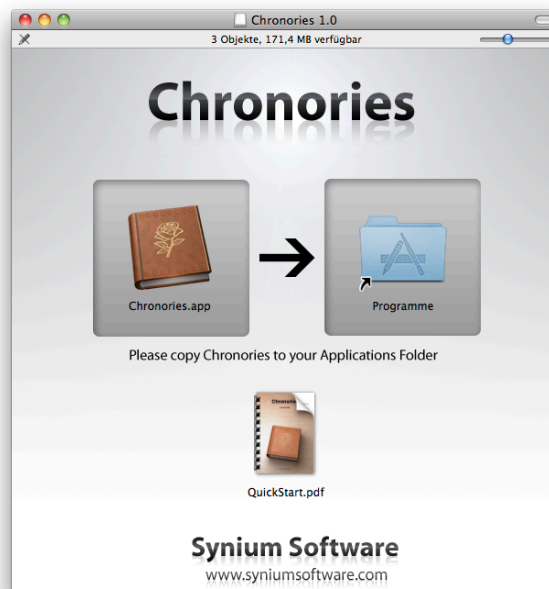 Chronories 1.0
3 Objekte, 171,4 MB verfügbar
Chronories
Chronories.app
Programme
Please copy Chronories to your Applications Folder
QuickStart.pdf
Synium Software
www.syniumsoftware.com